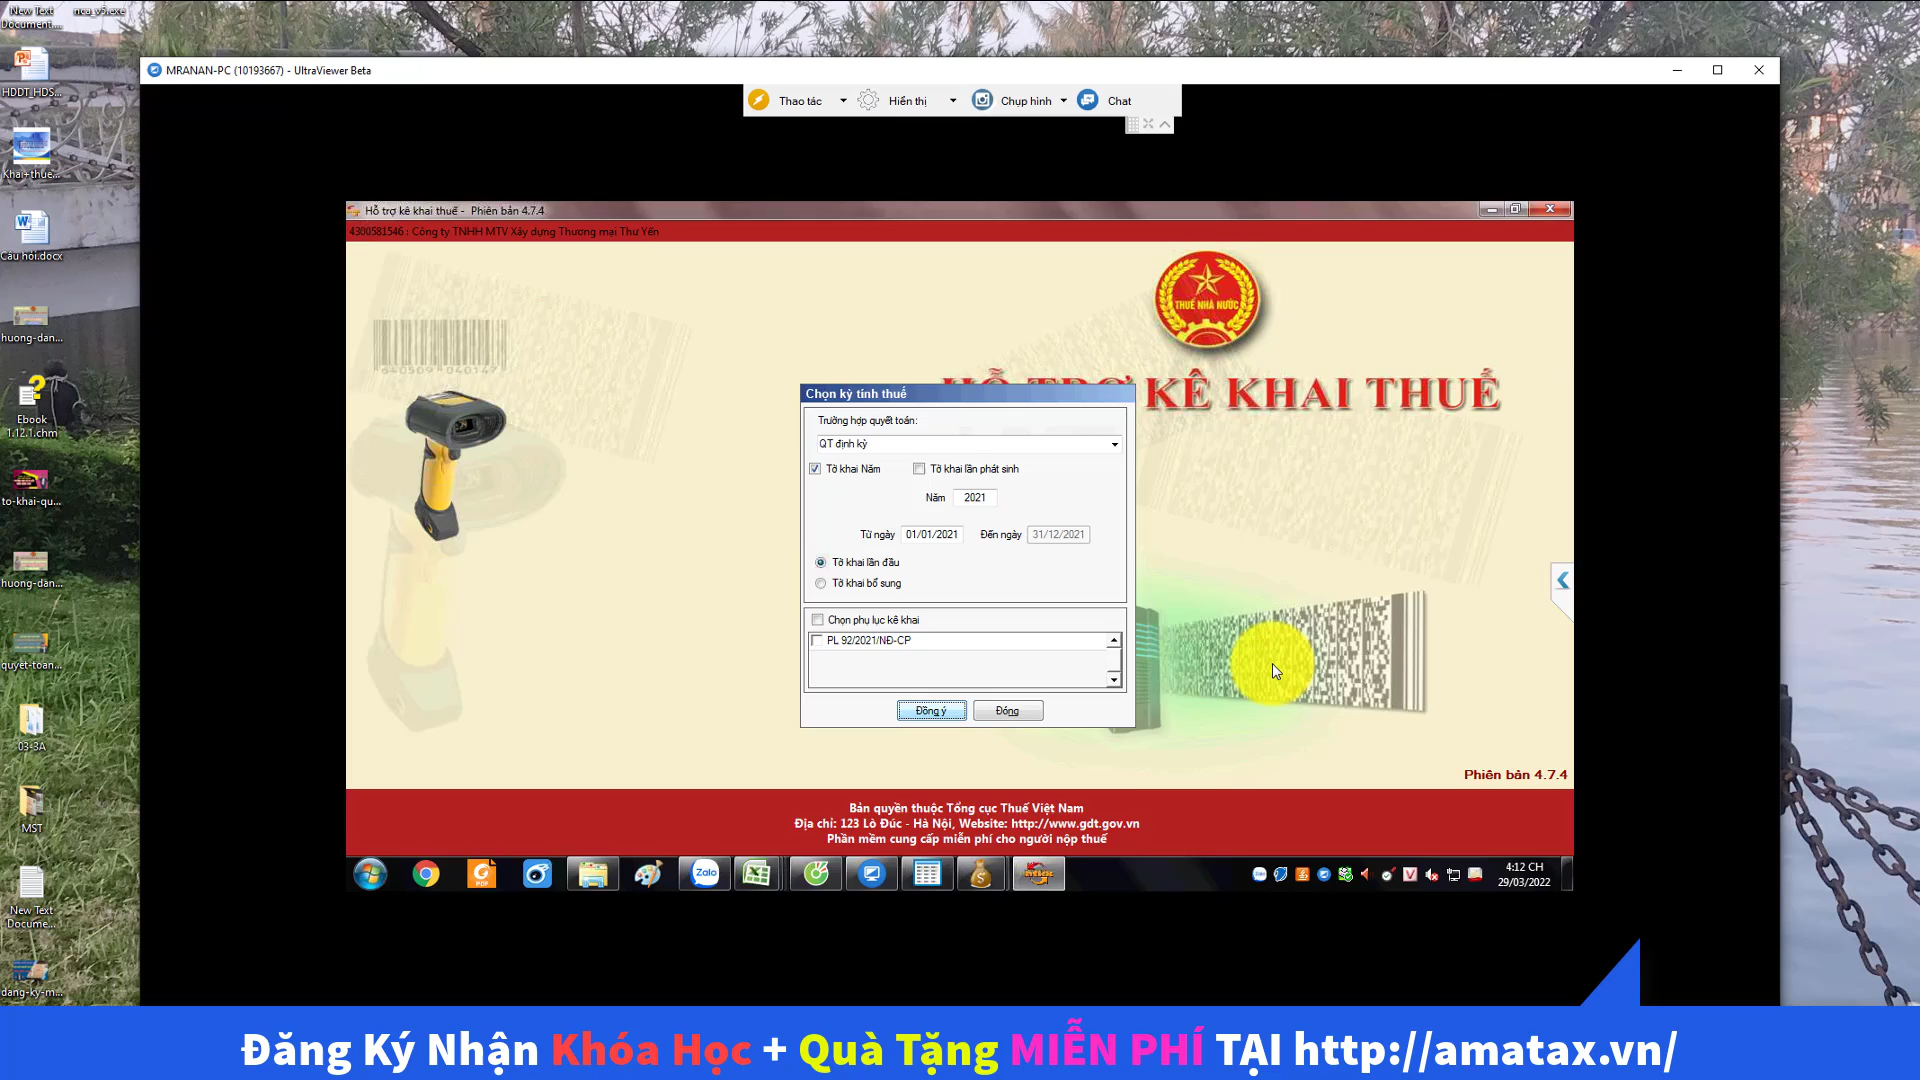 New Text
Document....
nca_v5.exe
HDDT_HDS...
Khai+thue...
Câu hỏi.docx
huong-dan...
Ebook
1.12.1.chm
to-khai-qu...
huong-dan...
quyet-toan...
03-3A
MST
New Text
Docume...
dang-ky-m...
MRANAN-PC (10193667) - UltraViewer Beta
Thao tác
Hiển thị
Chụp hình
Chat
Hỗ trợ kê khai thuế - Phiên bản 4.7.4
4300581546 : Công ty TNHH MTV Xây dựng Thương mại Thu Yến
640509 040147
THUẾ NHÀ NƯỚC
HỖ TRỢ KÊ KHAI THUẾ
Chọn kỳ tính thuế
Trường hợp quyết toán:
QT định kỳ
Tờ khai Năm
Tờ khai lần phát sinh
Năm 2021
Từ ngày 01/01/2021 Đến ngày 31/12/2021
Tờ khai lần đầu
Tờ khai bổ sung
Chọn phụ lục kê khai
PL 92/2021/NĐ-CP
Đồng ý
Đóng
Phiên bản 4.7.4
Bản quyền thuộc Tổng cục Thuế Việt Nam
Địa chỉ: 123 Lò Đúc - Hà Nội, Website: http://www.gdt.gov.vn
Phần mềm cung cấp miễn phí cho người nộp thuế
PDF
Zalo
4:12 CH
29/03/2022
Đăng Ký Nhận Khóa Học + Quà Tặng MIỄN PHÍ TẠI http://amatax.vn/